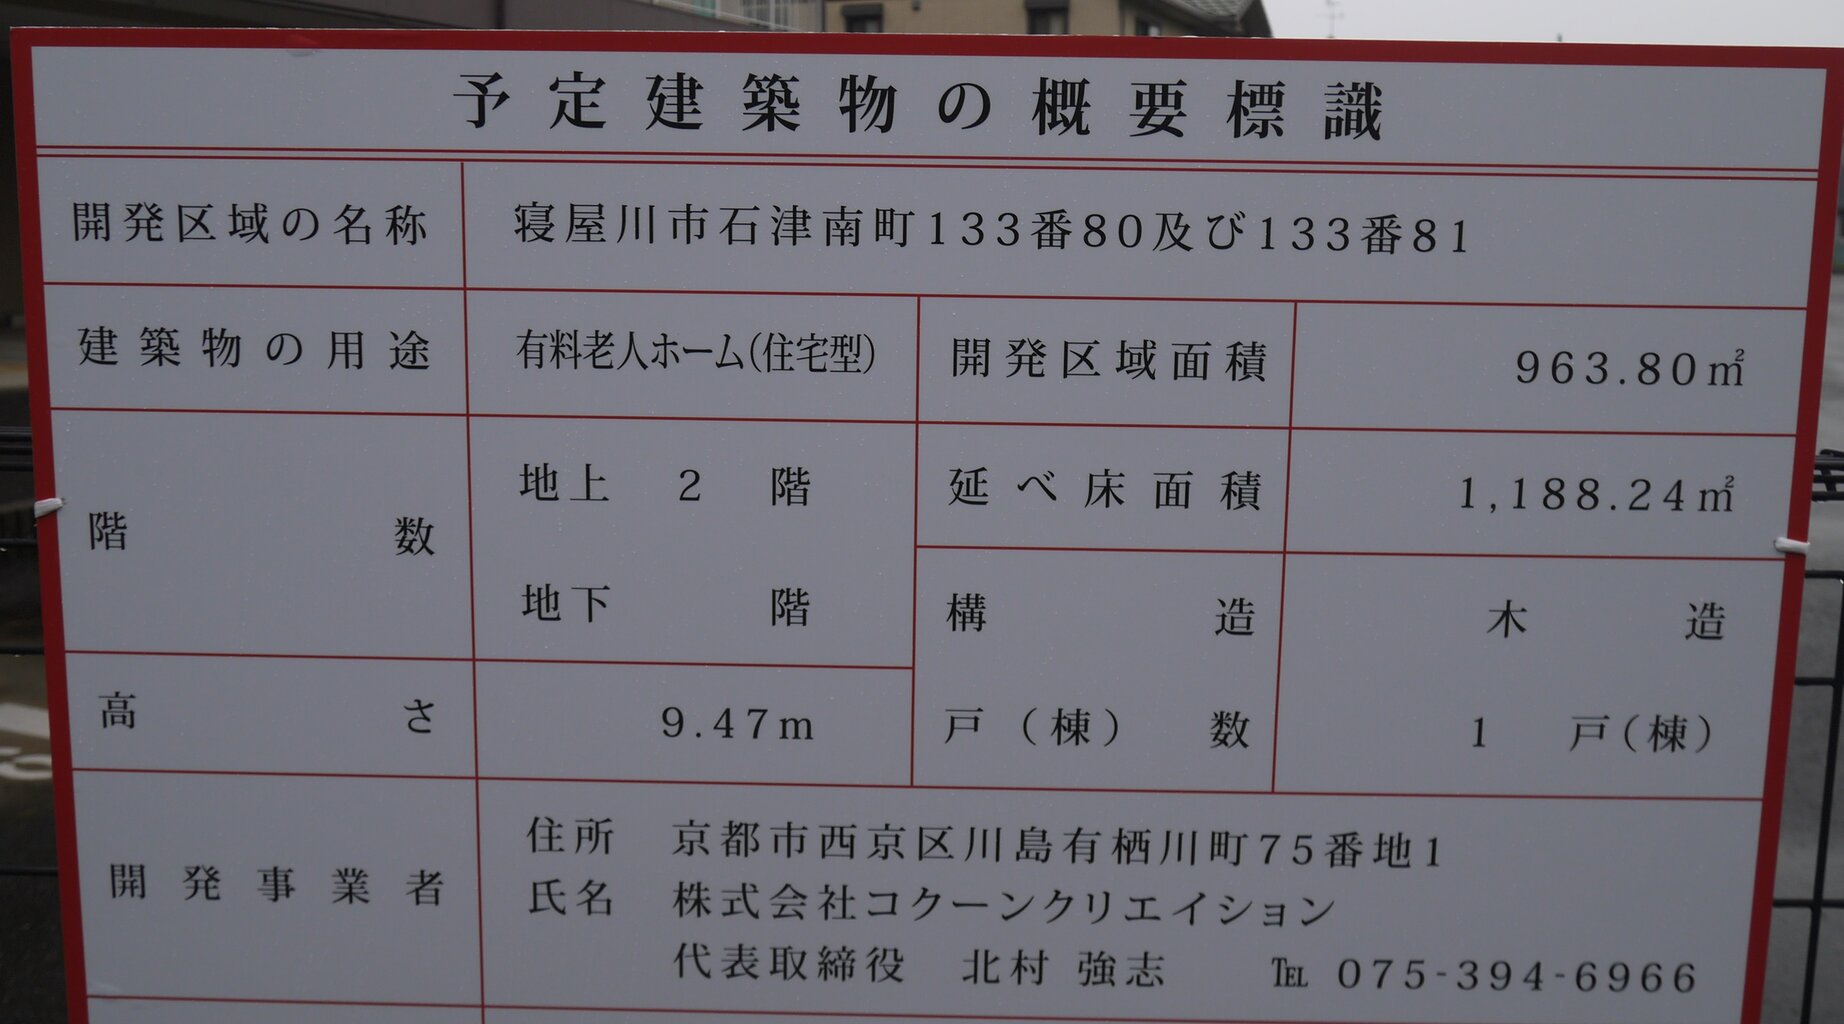 予定建築物の概要標識
開発区域の名称 寝屋川市石津南町133番80及び133番81
建築物の用途 有料老人ホーム(住宅型) 開発区域面積 963.80㎡
階数 地上 2 階
地下 階
延べ床面積 1,188.24㎡
構造 木造
高さ 9.47m
戸(棟)数 1 戸(棟)
開発事業者 住所 京都市西京区川島有栖川町75番地1
氏名 株式会社コクーンクリエイション
代表取締役 北村 強志 ℡ 075-394-6966